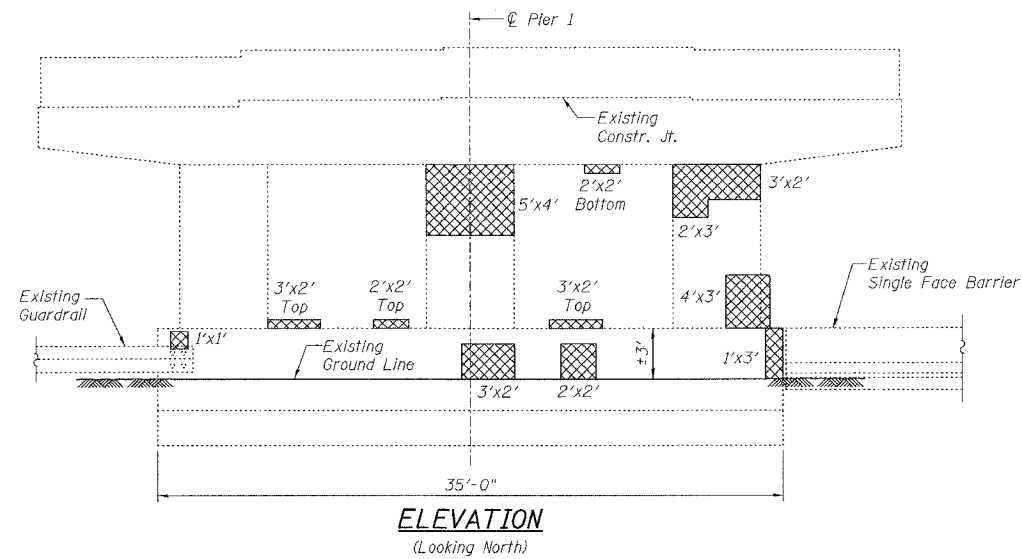 ℄ Pier 1
Existing
Constr. Jt.
5'x4'
2'x2'
Bottom
3'x2'
2'x3'
3'x2'
Top
2'x2'
Top
3'x2'
Top
4'x3'
Existing
Single Face Barrier
Existing
Guardrail
1'x1'
Existing
Ground Line
±3'
1'x3'
3'x2'
2'x2'
35'-0"
ELEVATION
(Looking North)